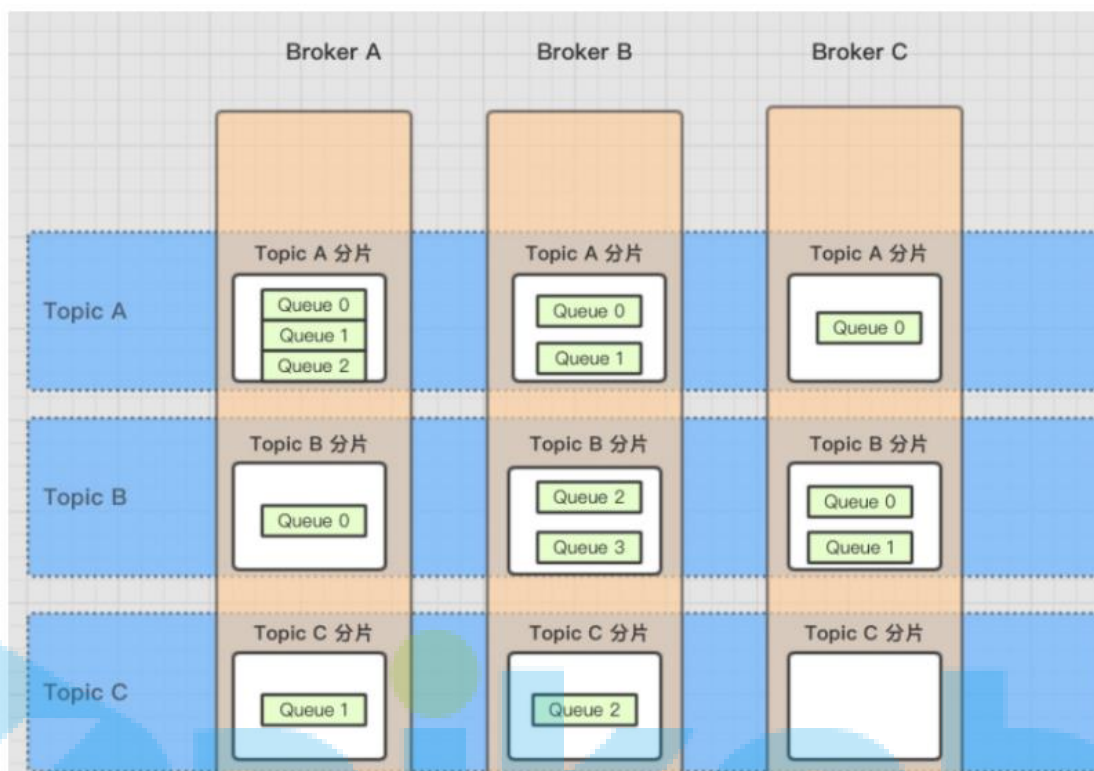 Broker A
Broker B
Broker C
Topic A
Topic A 分片
Queue 0
Queue 1
Queue 2
Topic A 分片
Queue 0
Queue 1
Topic A 分片
Queue 0
Topic B
Topic B 分片
Queue 0
Topic B 分片
Queue 2
Queue 3
Topic B 分片
Queue 0
Queue 1
Topic C
Topic C 分片
Queue 1
Topic C 分片
Queue 2
Topic C 分片